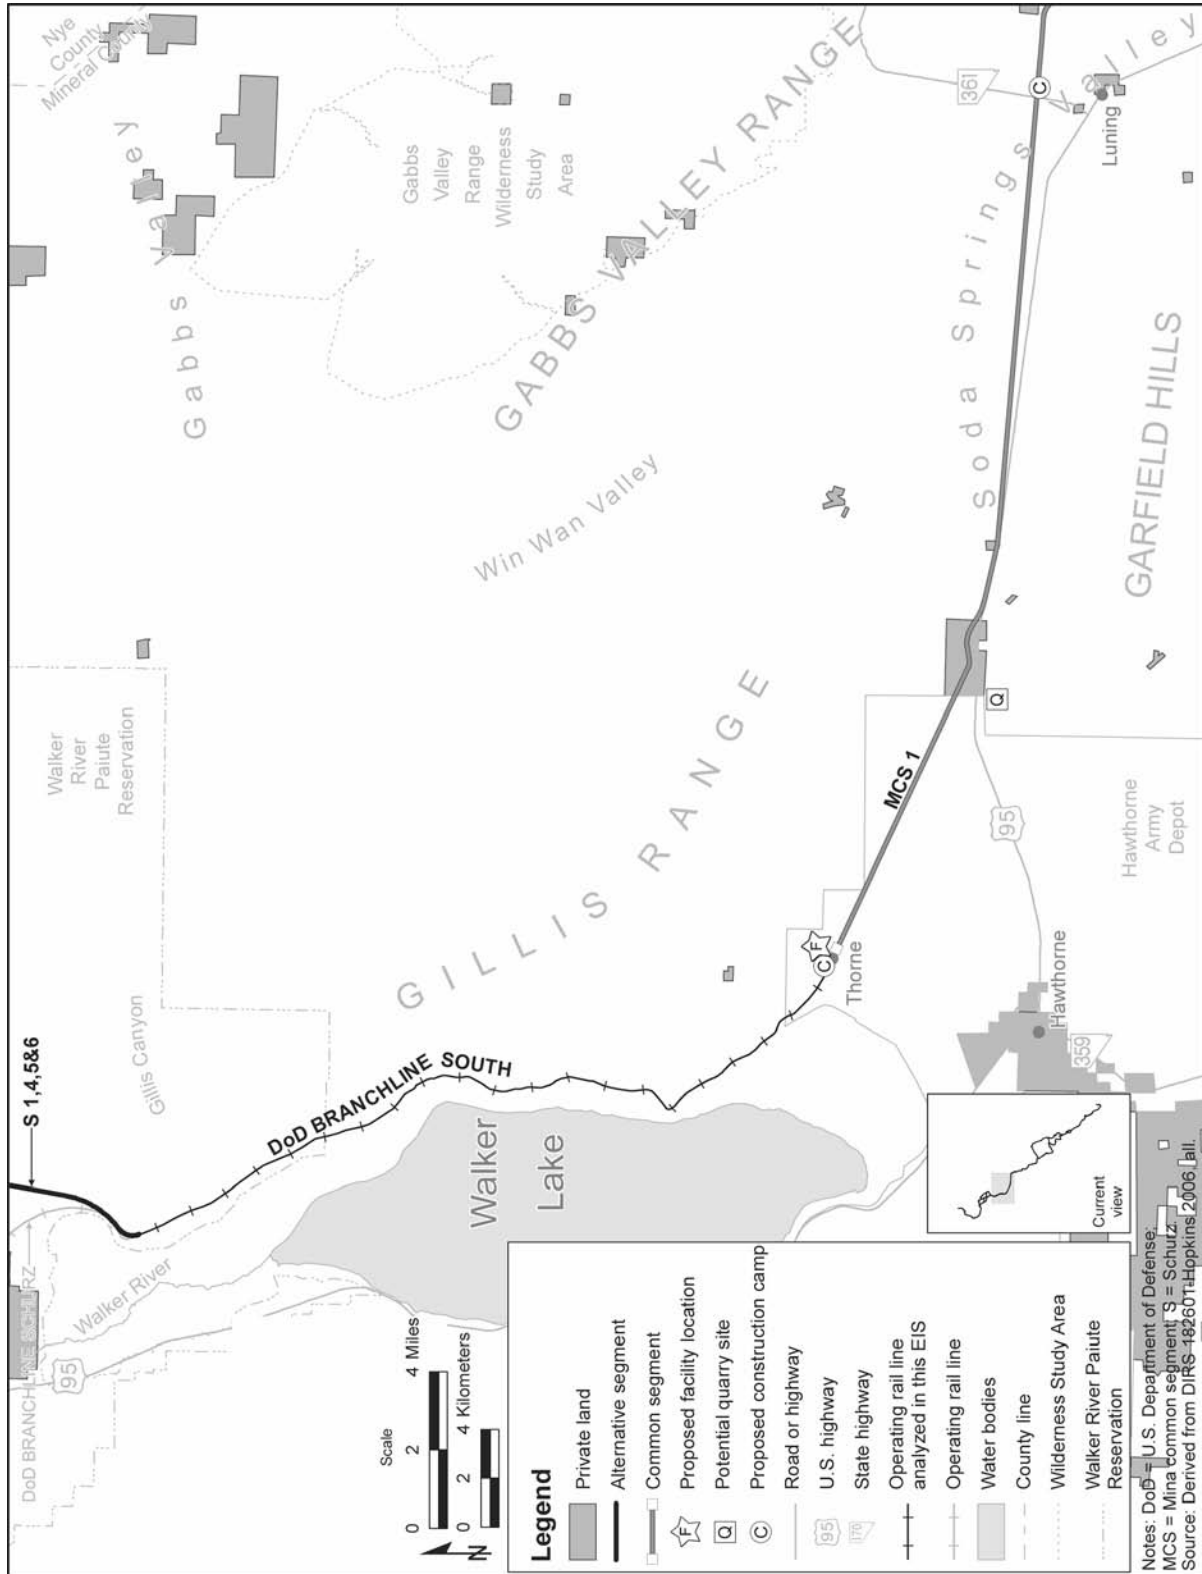 S 1,4,5&6
DoD BRANCHLINE SCHURZ
95
Walker River
Gillis Canyon
Walker
River
Paiute
Reservation
DoD BRANCHLINE SOUTH
Walker
Lake
GILLIS RANGE
Win Wan Valley
Gabbs Valley
Nye
County
Mineral County
Gabbs
Valley
Range
Wilderness
Study
Area
GABBS VALLEY RANGE
F
C
Thorne
MCS 1
Q
95
Hawthorne
359
Hawthorne
Army
Depot
Soda Springs Valley
GARFIELD HILLS
361
C
Luning
Scale
0 2 4 Miles
0 2 4 Kilometers
N
Legend
Private land
Alternative segment
Common segment
F Proposed facility location
Q Potential quarry site
C Proposed construction camp
Road or highway
95 U.S. highway
170 State highway
Operating rail line
analyzed in this EIS
Operating rail line
Water bodies
County line
Wilderness Study Area
Walker River Paiute
Reservation
Current
view
Notes: DoD = U.S. Department of Defense;
MCS = Mina common segment; S = Schurz.
Source: Derived from DIRS 182601-Hopkins 2006, all.